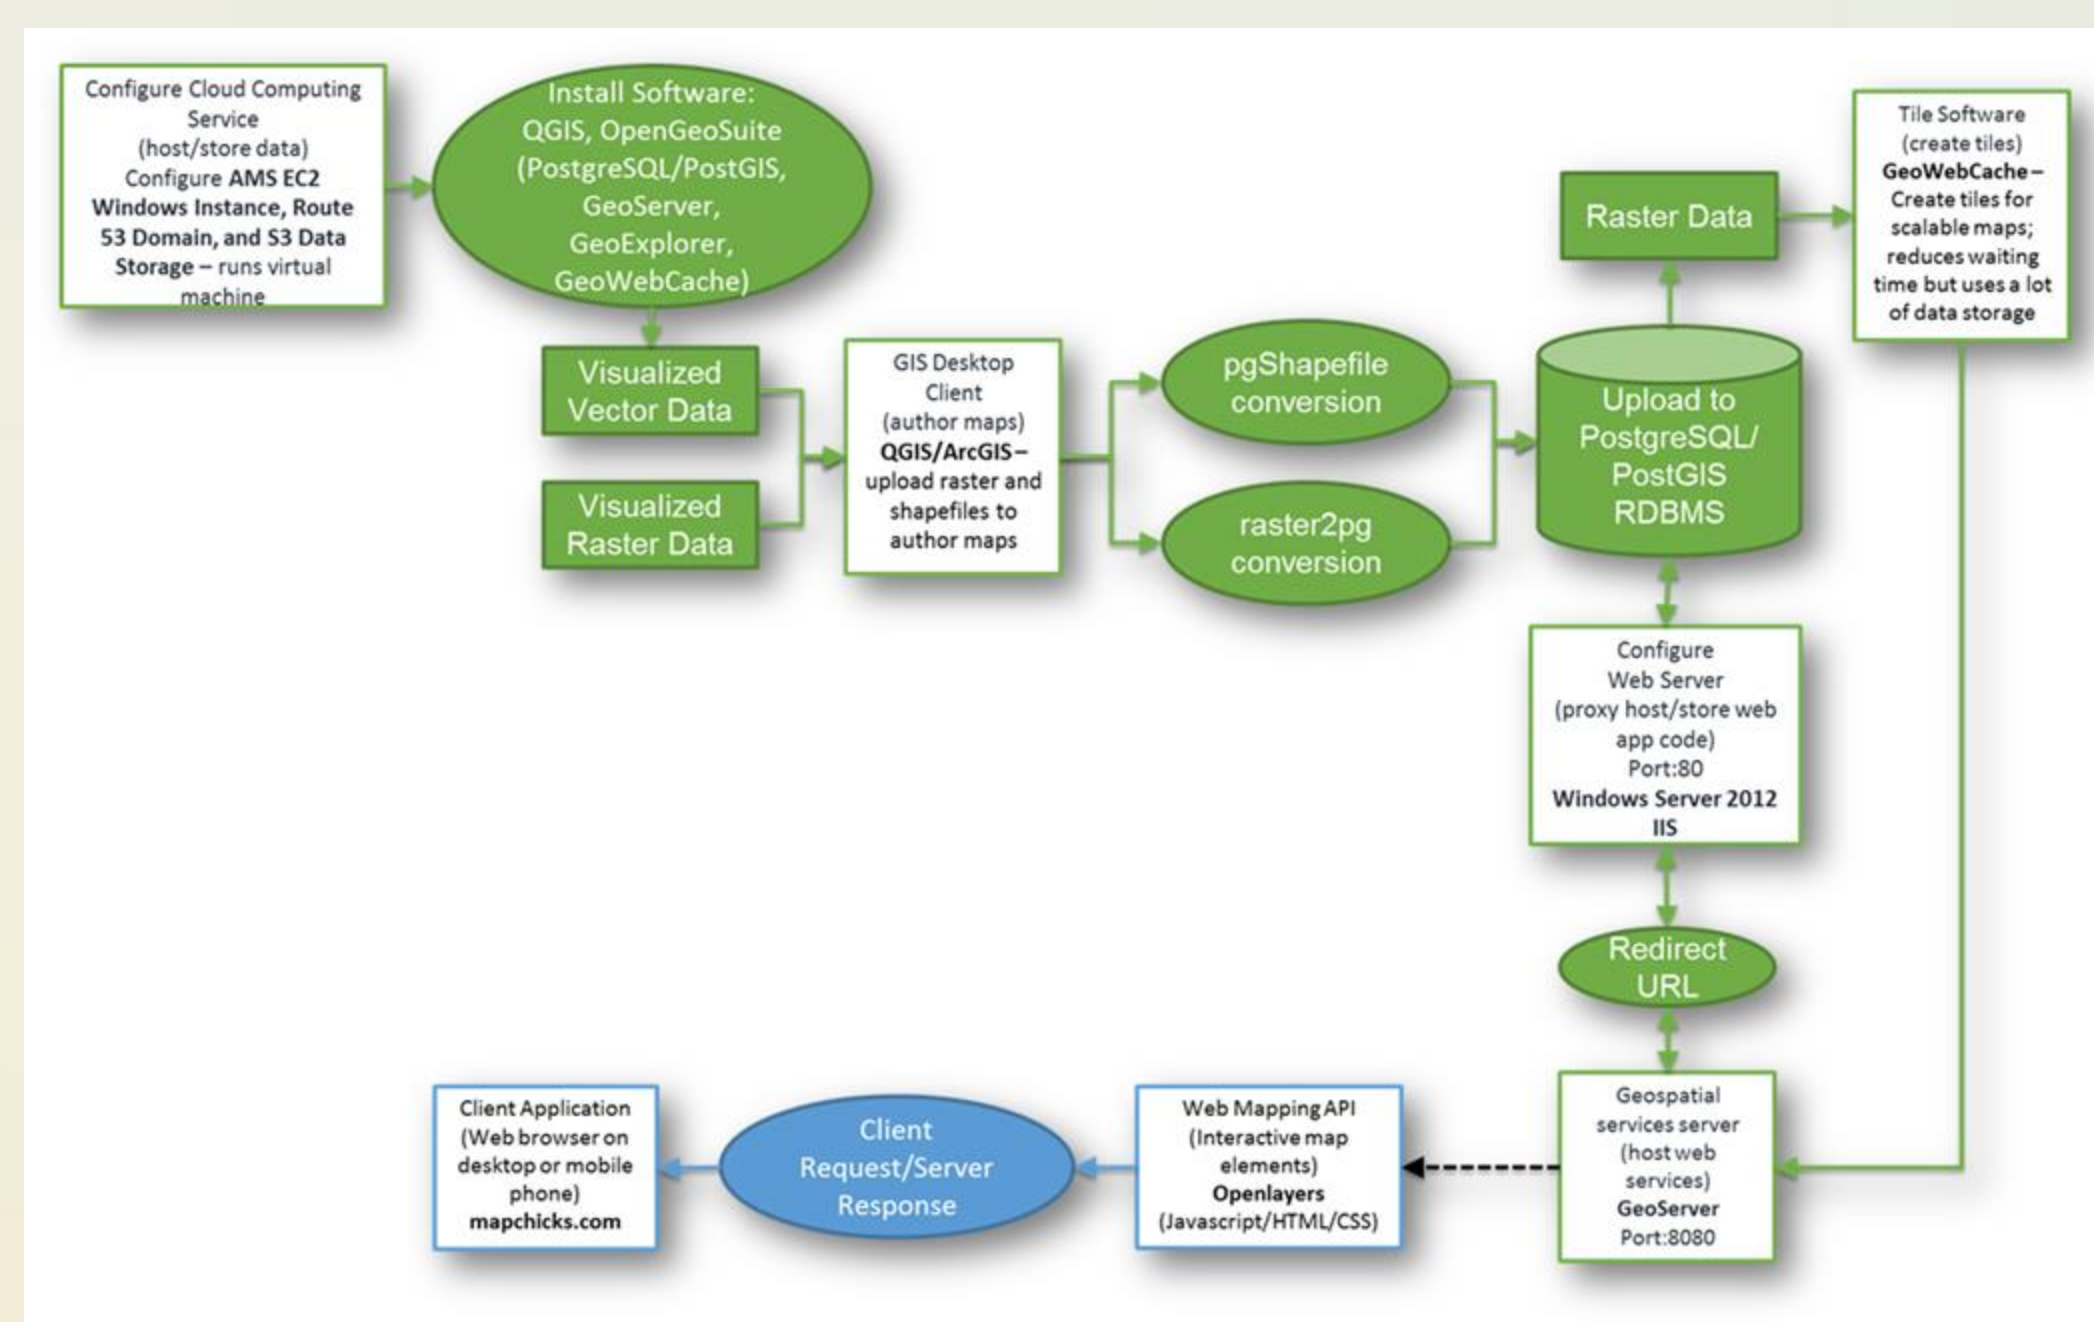 Configure Cloud Computing
Service
(host/store data)
Configure AMS EC2
Windows Instance, Route
53 Domain, and S3 Data
Storage – runs virtual
machine
Install Software:
QGIS, OpenGeoSuite
(PostgreSQL/PostGIS,
GeoServer,
GeoExplorer,
GeoWebCache)
Visualized
Vector Data
Visualized
Raster Data
GIS Desktop
Client
(author maps)
QGIS/ArcGIS –
upload raster and
shapefiles to
author maps
pgShapefile
conversion
raster2pg
conversion
Upload to
PostgreSQL/
PostGIS
RDBMS
Raster Data
Tile Software
(create tiles)
GeoWebCache –
Create tiles for
scalable maps;
reduces waiting
time but uses a lot
of data storage
Configure
Web Server
(proxy host/store web
app code)
Port:80
Windows Server 2012
IIS
Redirect
URL
Geospatial
services server
(host web
services)
GeoServer
Port:8080
Web Mapping API
(Interactive map
elements)
Openlayers
(Javascript/HTML/CSS)
Client
Request/Server
Response
Client Application
(Web browser on
desktop or mobile
phone)
mapchicks.com